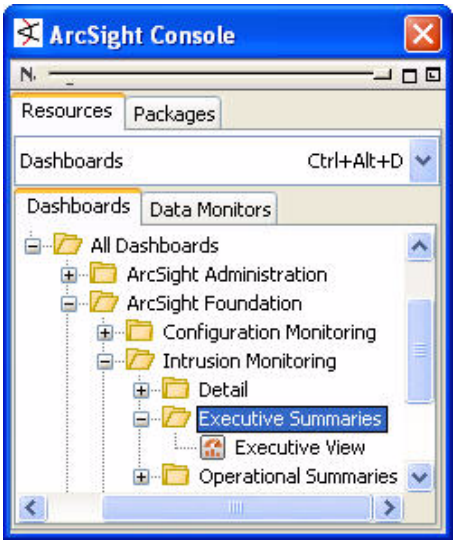 ArcSight Console
N.
Resources Packages
Dashboards Ctrl+Alt+D
Dashboards Data Monitors
All Dashboards
ArcSight Administration
ArcSight Foundation
Configuration Monitoring
Intrusion Monitoring
Detail
Executive Summaries
Executive View
Operational Summaries